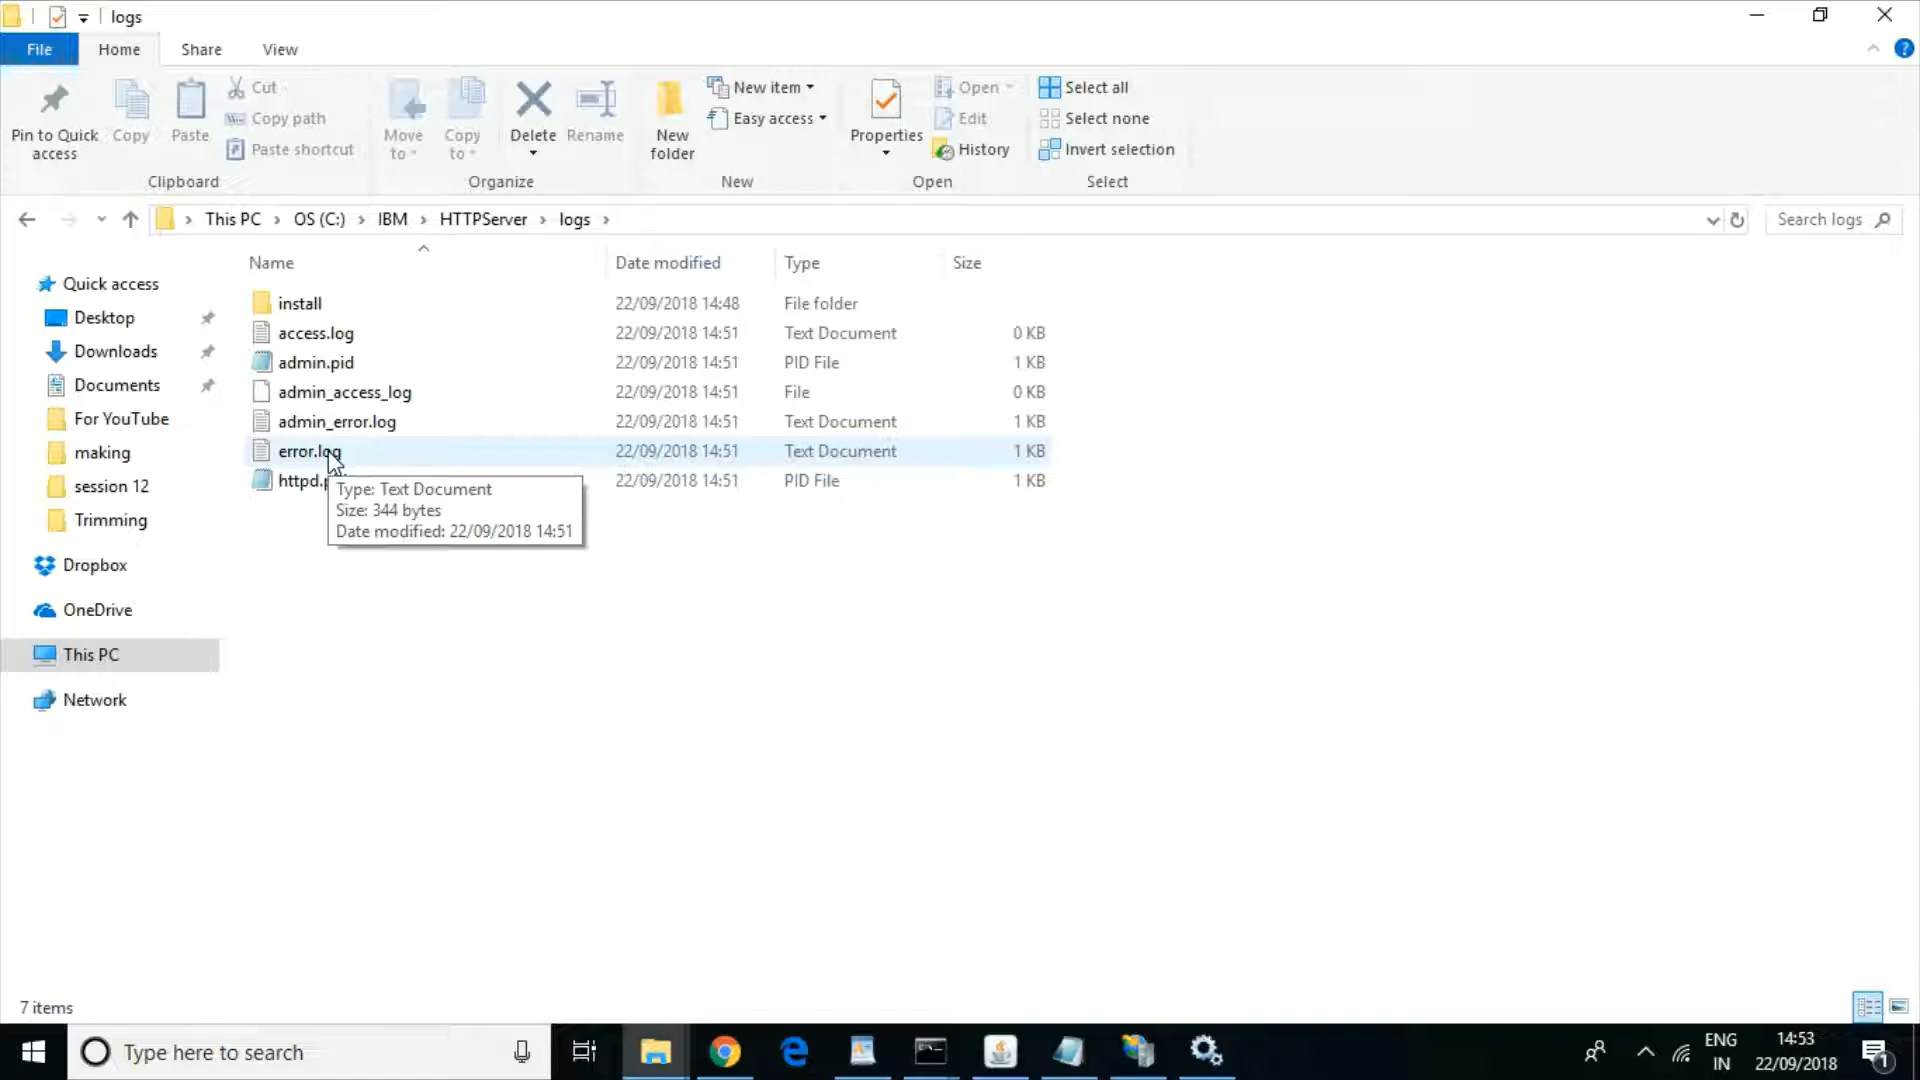 logs
File Home Share View
Pin to Quick access
Copy
Paste
Cut
Copy path
Paste shortcut
Clipboard
Move to
Copy to
Delete
Rename
Organize
New folder
New item
Easy access
New
Properties
Open
Edit
History
Open
Select all
Select none
Invert selection
Select
This PC > OS (C:) > IBM > HTTPServer > logs >
Search logs
Name Date modified Type Size
Quick access
Desktop
Downloads
Documents
For YouTube
making
session 12
Trimming
Dropbox
OneDrive
This PC
Network
install 22/09/2018 14:48 File folder
access.log 22/09/2018 14:51 Text Document 0 KB
admin.pid 22/09/2018 14:51 PID File 1 KB
admin_access_log 22/09/2018 14:51 File 0 KB
admin_error.log 22/09/2018 14:51 Text Document 1 KB
error.log 22/09/2018 14:51 Text Document 1 KB
httpd.p 22/09/2018 14:51 PID File 1 KB
Type: Text Document
Size: 344 bytes
Date modified: 22/09/2018 14:51
7 items
Type here to search
ENG
IN
14:53
22/09/2018
1